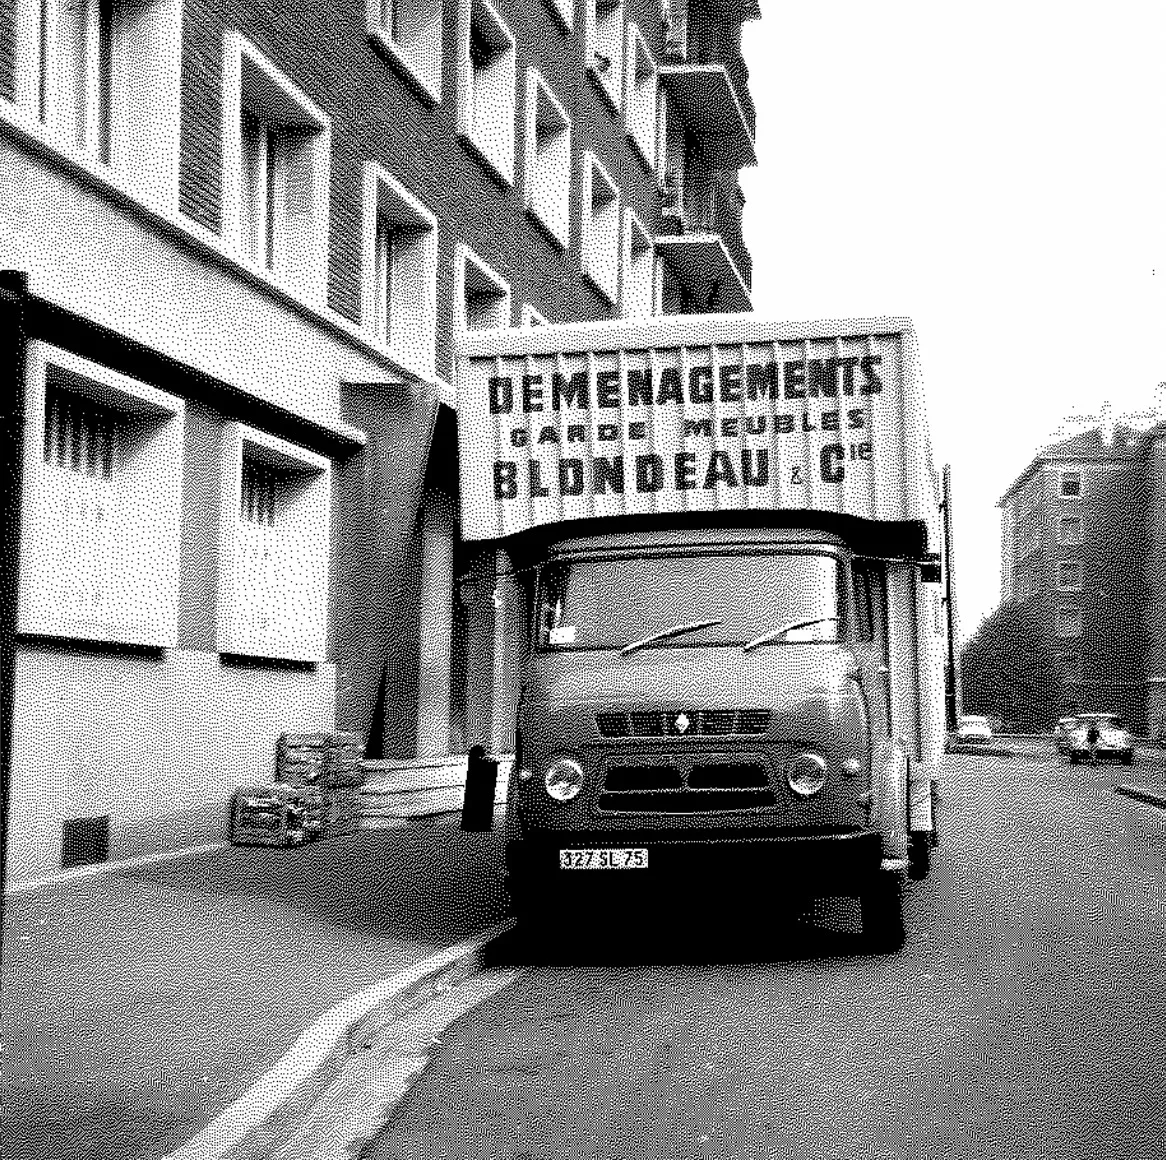 DEMENAGEMENTS
GARDE MEUBLES
BLONDEAU & Cie
327 SL 75